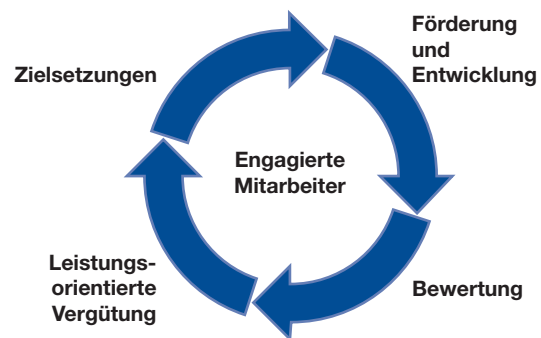 Förderung
und
Entwicklung
Zielsetzungen
Engagierte
Mitarbeiter
Leistungs-
orientierte
Vergütung
Bewertung